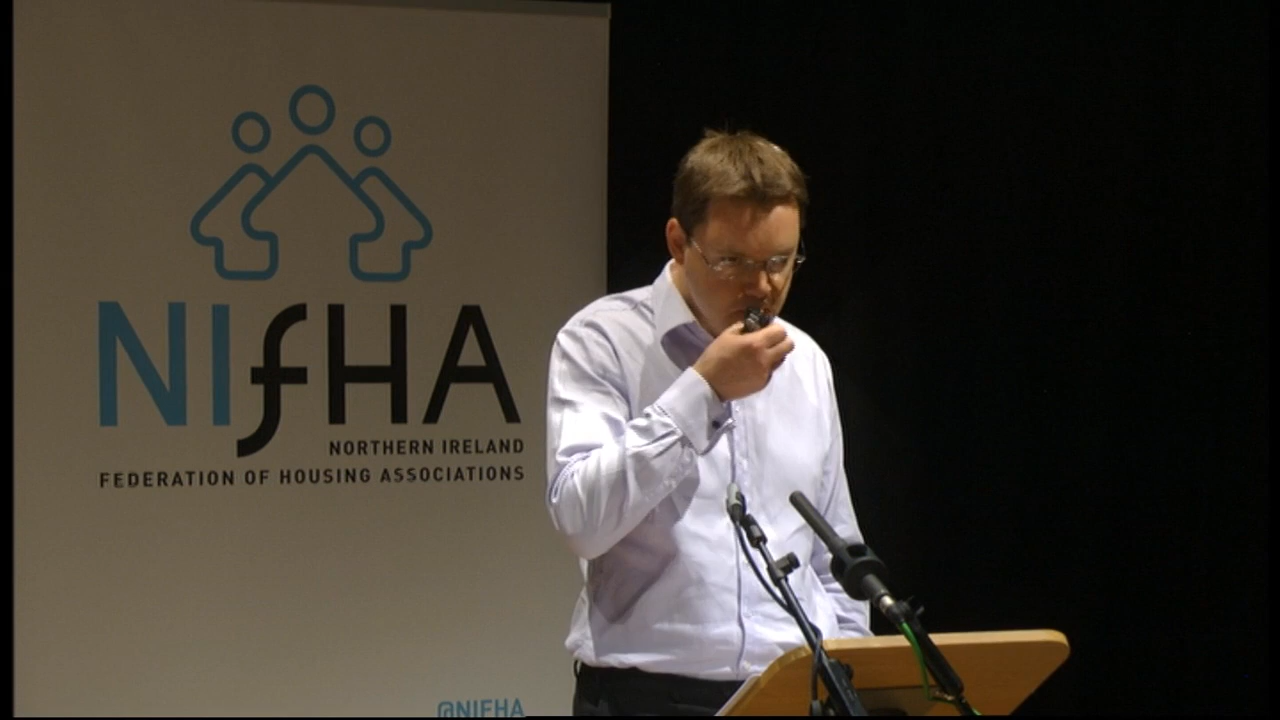 NIfHA
NORTHERN IRELAND
FEDERATION OF HOUSING ASSOCIATIONS
@NIFHA